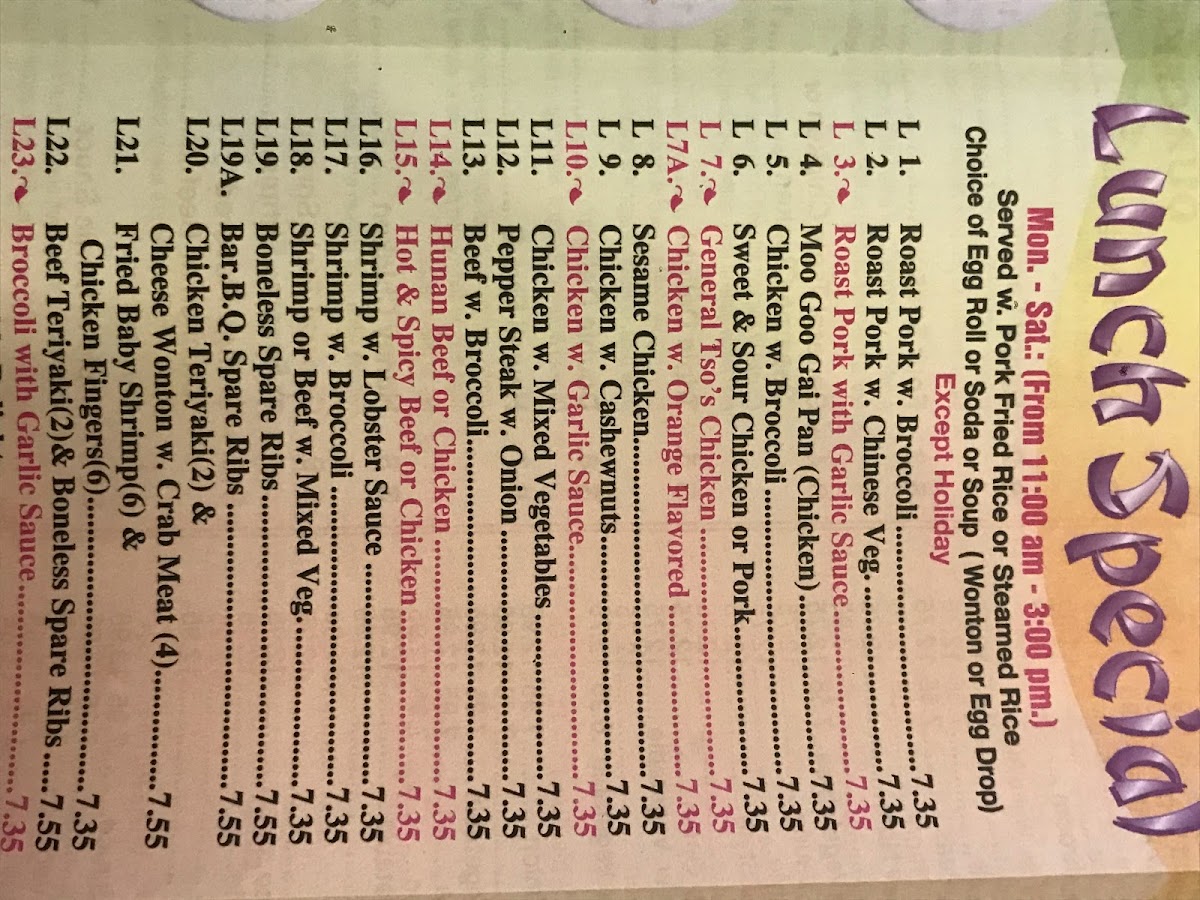 Lunch Special
Mon. - Sat.: (From 11:00 am - 3:00 pm.)
Served w. Pork Fried Rice or Steamed Rice
Choice of Egg Roll or Soda or Soup ( Wonton or Egg Drop)
Except Holiday
L 1. Roast Pork w. Broccoli.......................7.35
L 2. Roast Pork w. Chinese Veg. .................7.35
L 3. Roast Pork with Garlic Sauce...............7.35
L 4. Moo Goo Gai Pan (Chicken)................7.35
L 5. Chicken w. Broccoli...........................7.35
L 6. Sweet & Sour Chicken or Pork.............7.35
L 7. General Tso's Chicken .......................7.35
L7A. Chicken w. Orange Flavored ...............7.35
L 8. Sesame Chicken................................7.35
L 9. Chicken w. Cashewnuts......................7.35
L10. Chicken w. Garlic Sauce.....................7.35
L11. Chicken w. Mixed Vegetables ..............7.35
L12. Pepper Steak w. Onion .......................7.35
L13. Beef w. Broccoli................................7.35
L14. Hunan Beef or Chicken ......................7.35
L15. Hot & Spicy Beef or Chicken...............7.35
L16. Shrimp w. Lobster Sauce ....................7.35
L17. Shrimp w. Broccoli ............................7.35
L18. Shrimp or Beef w. Mixed Veg. .............7.35
L19. Boneless Spare Ribs...........................7.55
L19A. Bar.B.Q. Spare Ribs ........................7.55
L20. Chicken Teriyaki(2) &
Cheese Wonton w. Crab Meat (4)............7.55
L21. Fried Baby Shrimp(6) &
Chicken Fingers(6)...............................7.35
L22. Beef Teriyaki(2)& Boneless Spare Ribs .....7.55
L23. Broccoli with Garlic Sauce..................7.35